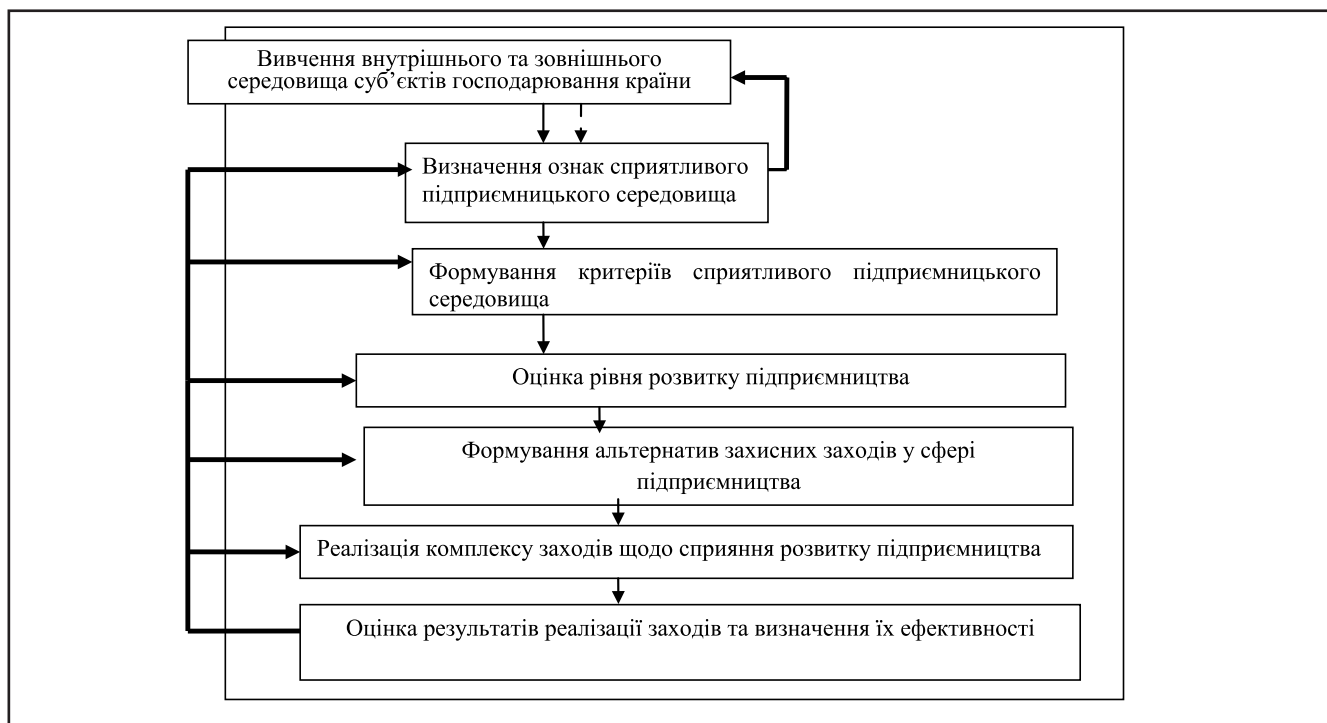 Вивчення внутрішнього та зовнішнього
середовища суб’єктів господарювання країни
Визначення ознак сприятливого
підприємницького середовища
Формування критеріїв сприятливого підприємницького
середовища
Оцінка рівня розвитку підприємництва
Формування альтернатив захисних заходів у сфері
підприємництва
Реалізація комплексу заходів щодо сприяння розвитку підприємництва
Оцінка результатів реалізації заходів та визначення їх ефективності